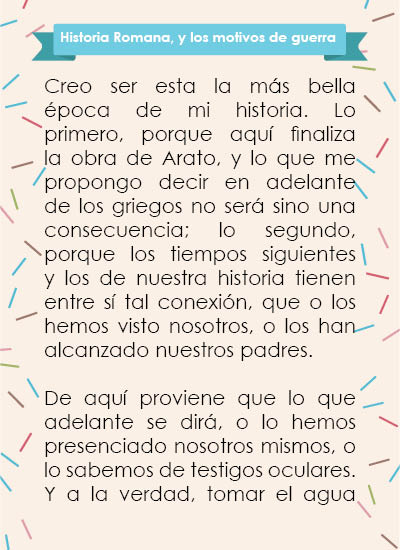 Historia Romana, y los motivos de guerra
Creo ser esta la más bella
época de mi historia. Lo
primero, porque aquí finaliza
la obra de Arato, y lo que me
propongo decir en adelante
de los griegos no será sino una
consecuencia; lo segundo,
porque los tiempos siguientes
y los de nuestra historia tienen
entre sí tal conexión, que o los
hemos visto nosotros, o los han
alcanzado nuestros padres.
De aquí proviene que lo que
adelante se dirá, o lo hemos
presenciado nosotros mismos, o
lo sabemos de testigos oculares.
Y a la verdad, tomar el agua